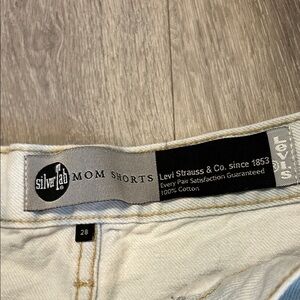 silverTab
MOM SHORTS
Levi Strauss & Co. since 1853
Every Pair Satisfaction Guaranteed
100% Cotton
LEVI'S
®
28